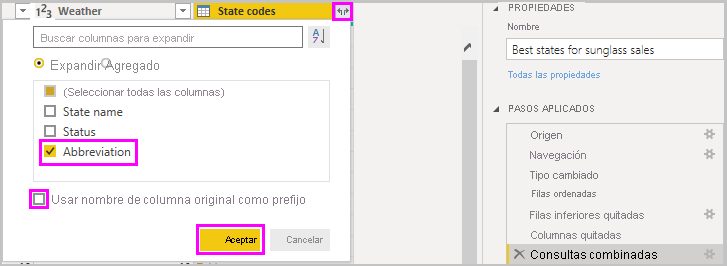 1²3 Weather
State codes
Buscar columnas para expandir
A Z
Expandir Agregado
(Seleccionar todas las columnas)
State name
Status
Abbreviation
Usar nombre de columna original como prefijo
Aceptar
Cancelar
PROPIEDADES
Nombre
Best states for sunglass sales
Todas las propiedades
PASOS APLICADOS
Origen
Navegación
Tipo cambiado
Filas ordenadas
Filas inferiores quitadas
Columnas quitadas
Consultas combinadas